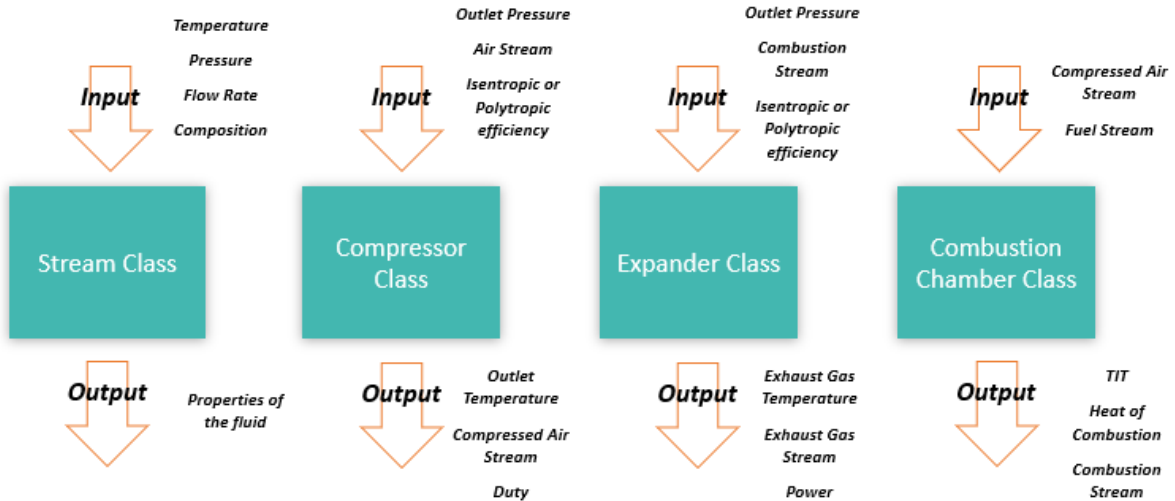 Temperature
Pressure
Flow Rate
Composition
Input
Stream Class
Output
Properties of
the fluid
Outlet Pressure
Air Stream
Isentropic or
Polytropic
efficiency
Input
Compressor
Class
Output
Outlet
Temperature
Compressed Air
Stream
Duty
Outlet Pressure
Combustion
Stream
Isentropic or
Polytropic
efficiency
Input
Expander Class
Output
Exhaust Gas
Temperature
Exhaust Gas
Stream
Power
Compressed Air
Stream
Fuel Stream
Input
Combustion
Chamber Class
Output
TIT
Heat of
Combustion
Combustion
Stream